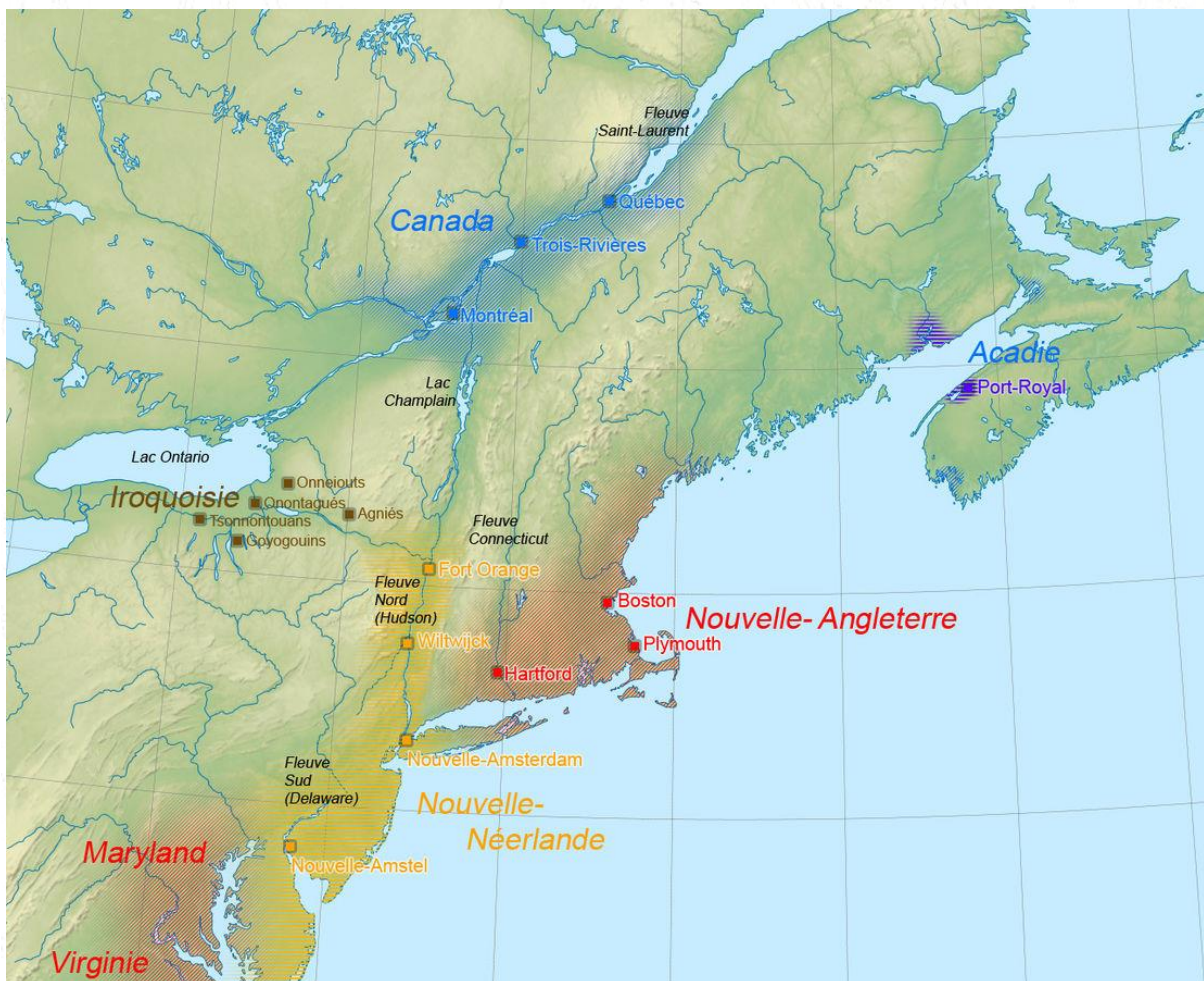 Fleuve
Saint-Laurent
Québec
Canada
Trois-Rivières
Montréal
Acadie
Port-Royal
Lac
Champlain
Lac Ontario
Onneiouts
Iroquoisie
Onontagués
Agniés
Tsonnontouans
Goyogouins
Fleuve
Connecticut
Fort Orange
Fleuve
Nord
(Hudson)
Boston
Nouvelle- Angleterre
Wiltwijck
Plymouth
Hartford
Nouvelle-Amsterdam
Fleuve
Sud
(Delaware)
Nouvelle-
Néerlande
Maryland
Nouvelle-Amstel
Virginie